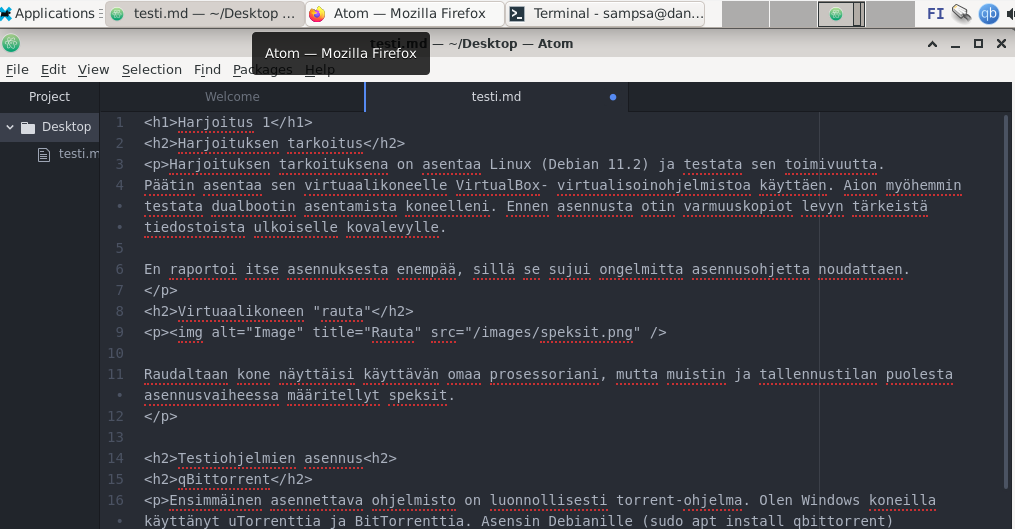 Applications
testi.md — ~/Desktop ...
Atom — Mozilla Firefox
Terminal - sampsa@dan...
FI
qb
testi.md — ~/Desktop — Atom
Atom — Mozilla Firefox
File Edit View Selection Find Packages Help
Project
Welcome
testi.md
Desktop
testi.m
1 <h1>Harjoitus 1</h1>
2 <h2>Harjoituksen tarkoitus</h2>
3 <p>Harjoituksen tarkoituksena on asentaa Linux (Debian 11.2) ja testata sen toimivuutta.
4 Päätin asentaa sen virtuaalikoneelle VirtualBox- virtualisoinohjelmistoa käyttäen. Aion myöhemmin
• testata dualbootin asentamista koneelleni. Ennen asennusta otin varmuuskopiot levyn tärkeistä
• tiedostoista ulkoiselle kovalevylle.
5
6 En raportoi itse asennuksesta enempää, sillä se sujui ongelmitta asennusohjetta noudattaen.
7 </p>
8 <h2>Virtuaalikoneen "rauta"</h2>
9 <p><img alt="Image" title="Rauta" src="/images/speksit.png" />
10
11 Raudaltaan kone näyttäisi käyttävän omaa prosessoriani, mutta muistin ja tallennustilan puolesta
• asennusvaiheessa määritellyt speksit.
12 </p>
13
14 <h2>Testiohjelmien asennus<h2>
15 <h2>qBittorrent</h2>
16 <p>Ensimmäinen asennettava ohjelmisto on luonnollisesti torrent-ohjelma. Olen Windows koneilla
• käyttänyt uTorrenttia ja BitTorrenttia. Asensin Debianille (sudo apt install qbittorrent)